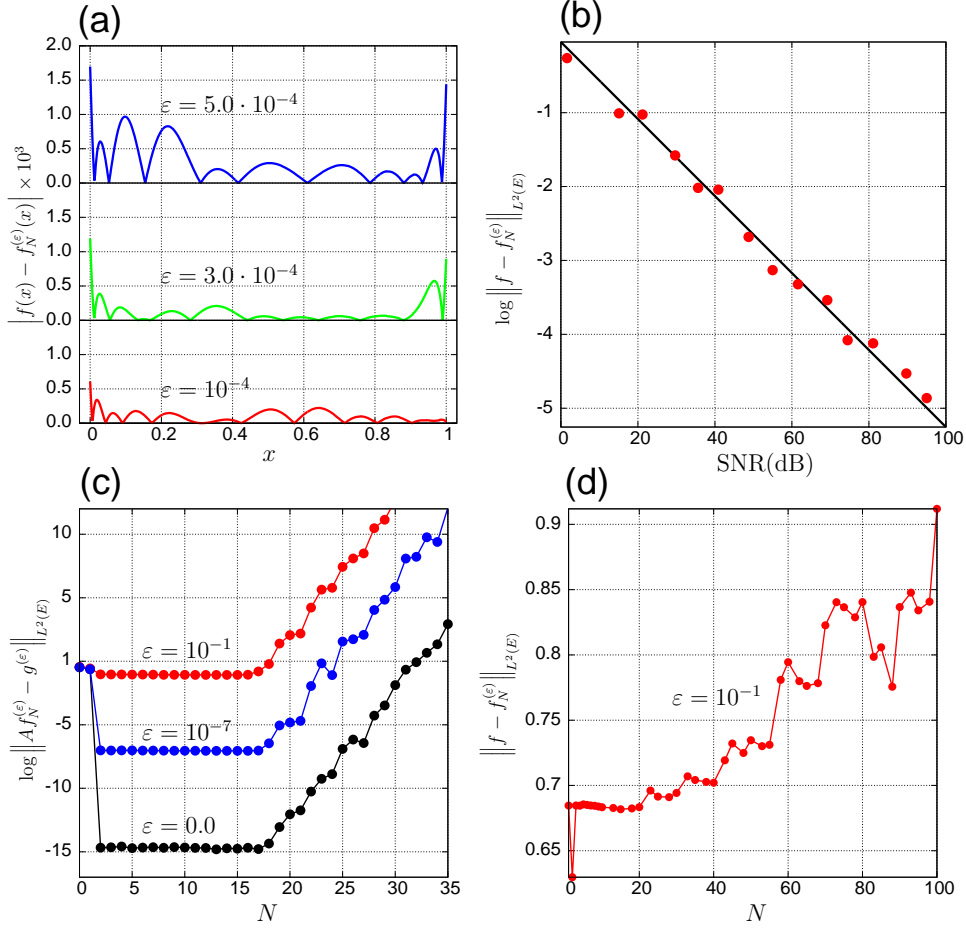 (a)
2.0
1.5
1.0
0.5
0.0
1.5
1.0
0.5
0.0
1.0
0.5
0.0
0 0.2 0.4 0.6 0.8 1
x
|f(x) − f_N^{(ε)}(x)| × 10³
ε = 5.0 · 10⁻⁴
ε = 3.0 · 10⁻⁴
ε = 10⁻⁴
(b)
-1
-2
-3
-4
-5
0 20 40 60 80 100
SNR(dB)
log ‖f − f_N^{(ε)}‖_{L²(E)}
(c)
10
5
1
-5
-10
-15
0 5 10 15 20 25 30 35
N
log ‖Af_N^{(ε)} − g^{(ε)}‖_{L²(E)}
ε = 10⁻¹
ε = 10⁻⁷
ε = 0.0
(d)
0.9
0.85
0.8
0.75
0.7
0.65
0 20 40 60 80 100
N
‖f − f_N^{(ε)}‖_{L²(E)}
ε = 10⁻¹